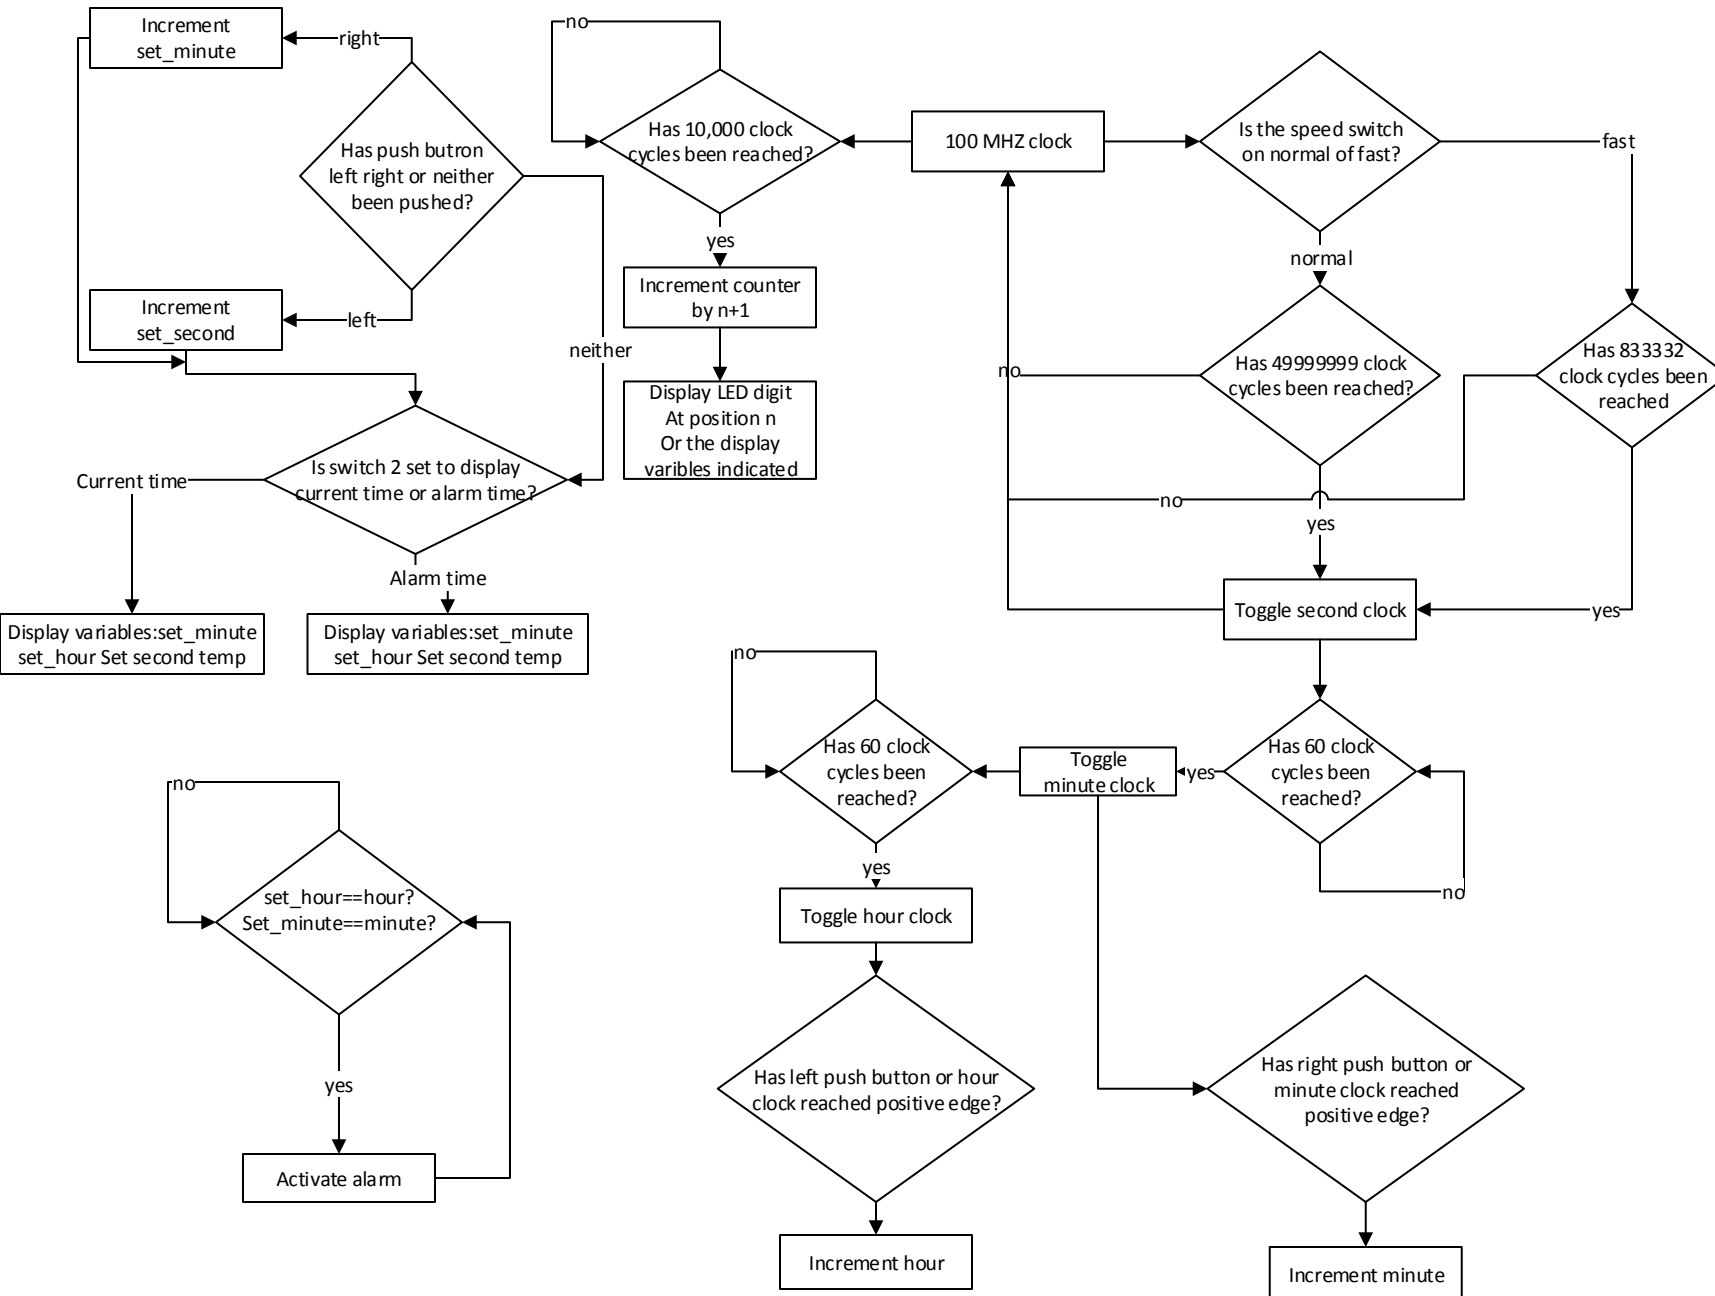 Increment
set_minute
right
Has push butron
left right or neither
been pushed?
Increment
set_second
left
neither
Is switch 2 set to display
current time or alarm time?
Current time
Alarm time
Display variables:set_minute
set_hour Set second temp
Display variables:set_minute
set_hour Set second temp
no
Has 10,000 clock
cycles been reached?
yes
Increment counter
by n+1
Display LED digit
At position n
Or the display
varibles indicated
100 MHZ clock
Is the speed switch
on normal of fast?
fast
normal
Has 49999999 clock
cycles been reached?
no
Has 833332
clock cycles been
reached
no
yes
Toggle second clock
yes
Has 60 clock
cycles been
reached?
no
yes
Toggle
minute clock
Has 60 clock
cycles been
reached?
no
yes
Toggle hour clock
Has left push button or hour
clock reached positive edge?
Increment hour
Has right push button or
minute clock reached
positive edge?
Increment minute
no
set_hour==hour?
Set_minute==minute?
yes
Activate alarm